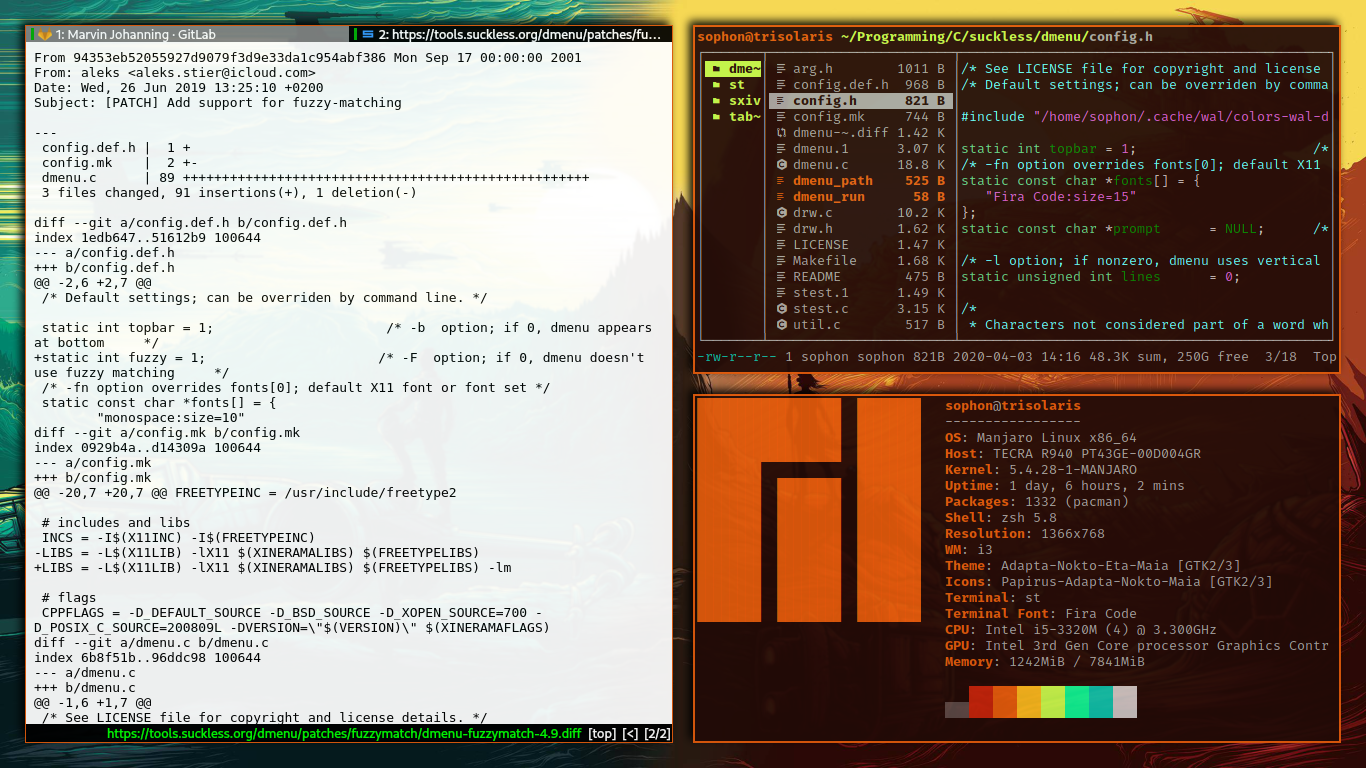 1: Marvin Johanning · GitLab
2: https://tools.suckless.org/dmenu/patches/fu...
From 94353eb52055927d9079f3d9e33da1c954abf386 Mon Sep 17 00:00:00 2001
From: aleks <aleks.stier@icloud.com>
Date: Wed, 26 Jun 2019 13:25:10 +0200
Subject: [PATCH] Add support for fuzzy-matching
---
config.def.h |  1 +
config.mk    |  2 +-
dmenu.c      | 89 ++++++++++++++++++++++++++++++++++++++++++++++++++++
3 files changed, 91 insertions(+), 1 deletion(-)
diff --git a/config.def.h b/config.def.h
index 1edb647..51612b9 100644
--- a/config.def.h
+++ b/config.def.h
@@ -2,6 +2,7 @@
/* Default settings; can be overriden by command line. */
static int topbar = 1;                      /* -b  option; if 0, dmenu appears
at bottom     */
+static int fuzzy = 1;                      /* -F  option; if 0, dmenu doesn't
use fuzzy matching     */
/* -fn option overrides fonts[0]; default X11 font or font set */
static const char *fonts[] = {
"monospace:size=10"
diff --git a/config.mk b/config.mk
index 0929b4a..d14309a 100644
--- a/config.mk
+++ b/config.mk
@@ -20,7 +20,7 @@ FREETYPEINC = /usr/include/freetype2
# includes and libs
INCS = -I$(X11INC) -I$(FREETYPEINC)
-LIBS = -L$(X11LIB) -lX11 $(XINERAMALIBS) $(FREETYPELIBS)
+LIBS = -L$(X11LIB) -lX11 $(XINERAMALIBS) $(FREETYPELIBS) -lm
# flags
CPPFLAGS = -D_DEFAULT_SOURCE -D_BSD_SOURCE -D_XOPEN_SOURCE=700 -
D_POSIX_C_SOURCE=200809L -DVERSION=\"$(VERSION)\" $(XINERAMAFLAGS)
diff --git a/dmenu.c b/dmenu.c
index 6b8f51b..96ddc98 100644
--- a/dmenu.c
+++ b/dmenu.c
@@ -1,6 +1,7 @@
/* See LICENSE file for copyright and license details. */
https://tools.suckless.org/dmenu/patches/fuzzymatch/dmenu-fuzzymatch-4.9.diff [top] [<] [2/2]
sophon@trisolaris ~/Programming/C/suckless/dmenu/config.h
dme~
st
sxiv
tab~
arg.h 1011 B
config.def.h 968 B
config.h 821 B
config.mk 744 B
dmenu-~.diff 1.42 K
dmenu.1 3.07 K
dmenu.c 18.8 K
dmenu_path 525 B
dmenu_run 58 B
drw.c 10.2 K
drw.h 1.62 K
LICENSE 1.47 K
Makefile 1.68 K
README 475 B
stest.1 1.49 K
stest.c 3.15 K
util.c 517 B
/* See LICENSE file for copyright and license
/* Default settings; can be overriden by comma
#include "/home/sophon/.cache/wal/colors-wal-d
static int topbar = 1;                      /*
/* -fn option overrides fonts[0]; default X11
static const char *fonts[] = {
"Fira Code:size=15"
};
static const char *prompt      = NULL;      /*
/* -l option; if nonzero, dmenu uses vertical
static unsigned int lines      = 0;
/*
* Characters not considered part of a word wh
-rw-r--r-- 1 sophon sophon 821B 2020-04-03 14:16 48.3K sum, 250G free  3/18  Top
sophon@trisolaris
-----------------
OS: Manjaro Linux x86_64
Host: TECRA R940 PT43GE-00D004GR
Kernel: 5.4.28-1-MANJARO
Uptime: 1 day, 6 hours, 2 mins
Packages: 1332 (pacman)
Shell: zsh 5.8
Resolution: 1366x768
WM: i3
Theme: Adapta-Nokto-Eta-Maia [GTK2/3]
Icons: Papirus-Adapta-Nokto-Maia [GTK2/3]
Terminal: st
Terminal Font: Fira Code
CPU: Intel i5-3320M (4) @ 3.300GHz
GPU: Intel 3rd Gen Core processor Graphics Contr
Memory: 1242MiB / 7841MiB